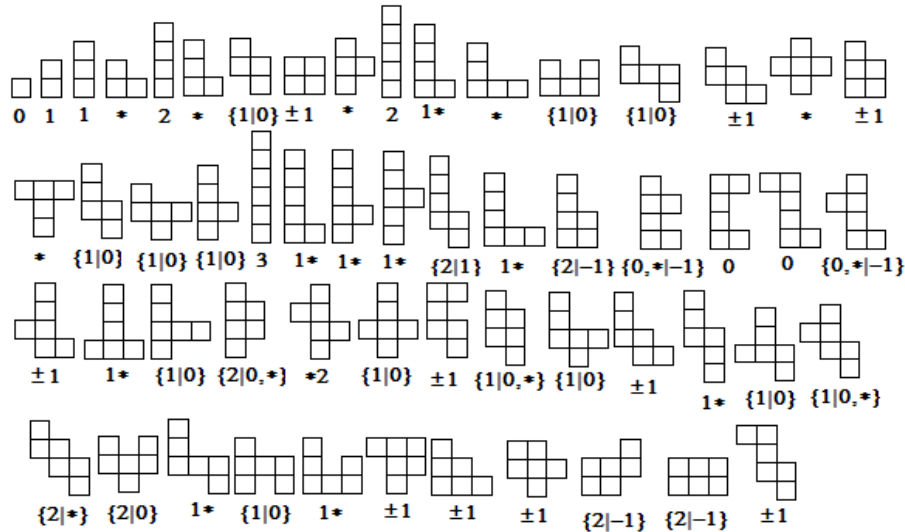 0 1 1 * 2 * {1|0} ±1 * 2 1* * {1|0} {1|0} ±1 * ±1
* {1|0} {1|0} {1|0} 3 1* 1* 1* {2|1} 1* {2|-1} {0,*|-1} 0 0 {0,*|-1}
±1 1* {1|0} {2|0,*} *2 {1|0} ±1 {1|0,*} {1|0} ±1 1* {1|0} {1|0,*}
{2|*} {2|0} 1* {1|0} 1* ±1 ±1 ±1 {2|-1} {2|-1} ±1